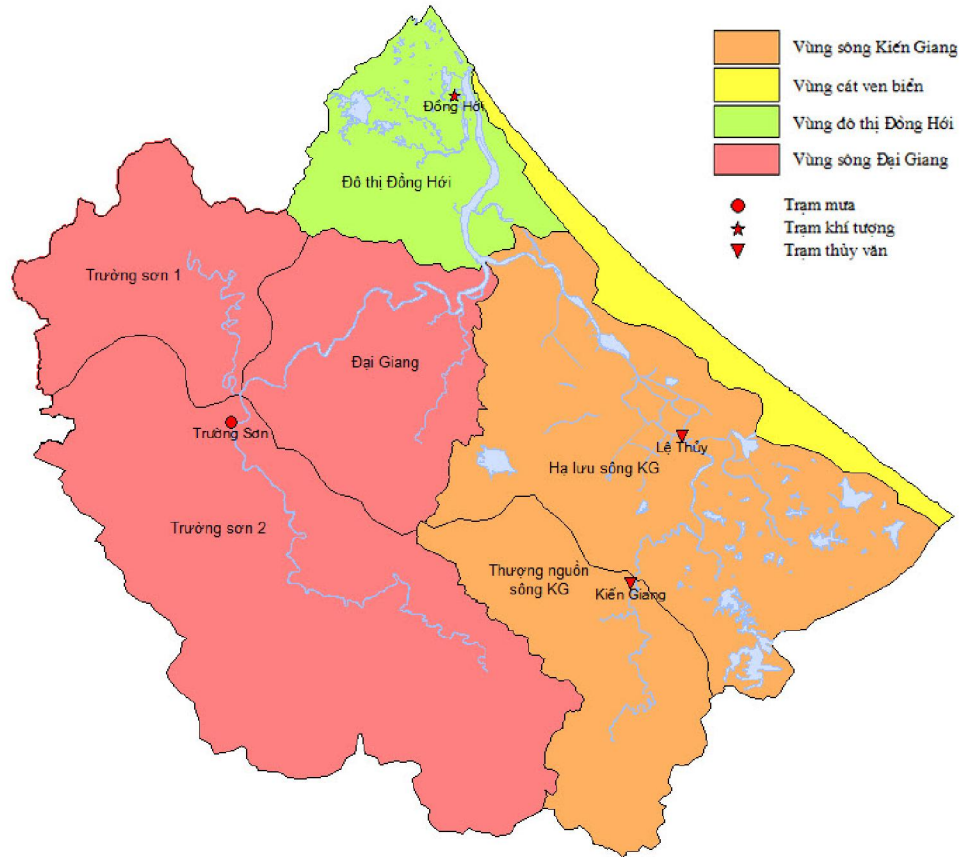 Vùng sông Kiến Giang
Vùng cát ven biển
Vùng đô thị Đồng Hới
Vùng sông Đại Giang
Trạm mưa
Trạm khí tượng
Trạm thủy văn
Đồng Hới
Đô thị Đồng Hới
Trường sơn 1
Đại Giang
Trường Sơn
Lệ Thủy
Hạ lưu sông KG
Trường sơn 2
Thượng nguồn
sông KG
Kiến Giang